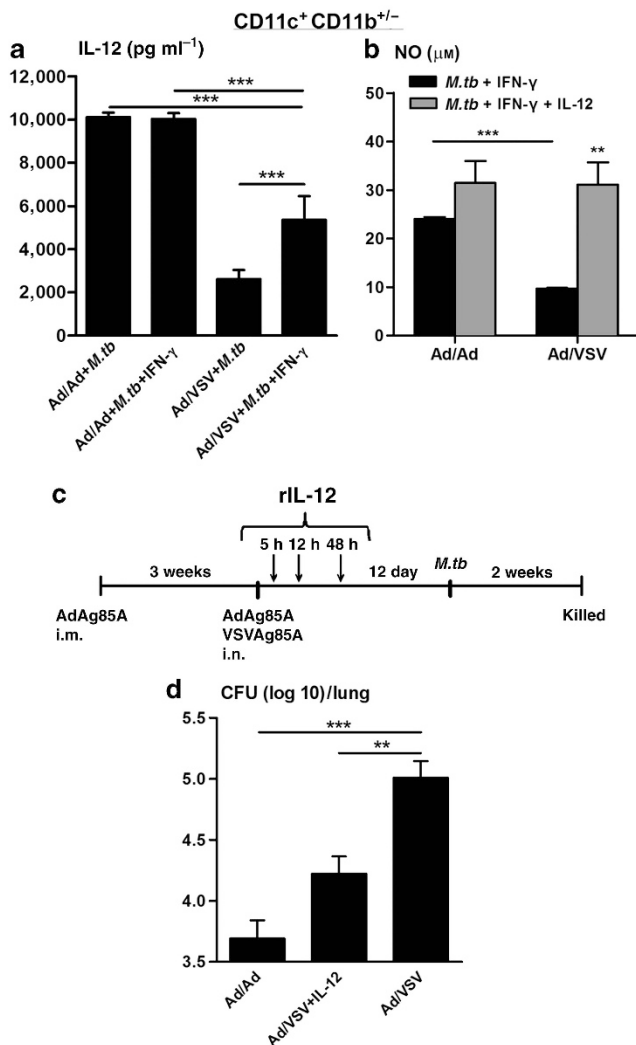 CD11c⁺ CD11b⁺/⁻
a IL-12 (pg ml⁻¹)
10,000
8,000
6,000
4,000
2,000
0
***
***
***
Ad/Ad+M.tb
Ad/Ad+M.tb+IFN-γ
Ad/VSV+M.tb
Ad/VSV+M.tb+IFN-γ
12,000
b NO (μM)
M.tb + IFN-γ
M.tb + IFN-γ + IL-12
50
40
30
20
10
0
***
**
Ad/Ad Ad/VSV
c
rIL-12
5 h 12 h 48 h
3 weeks 12 day M.tb 2 weeks
AdAg85A AdAg85A Killed
i.m. VSVAg85A
i.n.
d CFU (log 10)/lung
5.5
5.0
4.5
4.0
3.5
***
**
Ad/Ad
Ad/VSV+IL-12
Ad/VSV